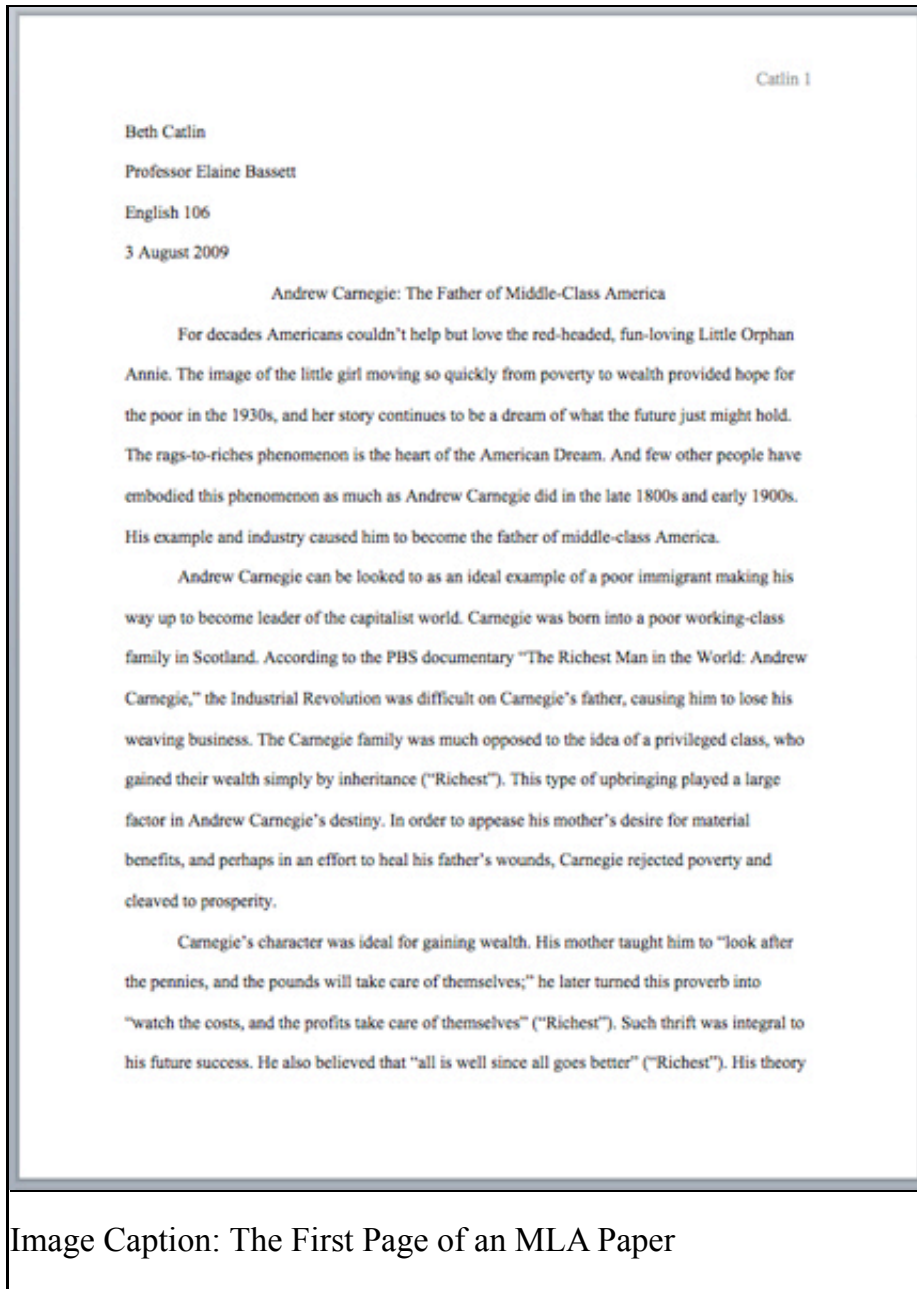 Catlin 1
Beth Catlin
Professor Elaine Bassett
English 106
3 August 2009
Andrew Carnegie: The Father of Middle-Class America
For decades Americans couldn’t help but love the red-headed, fun-loving Little Orphan
Annie. The image of the little girl moving so quickly from poverty to wealth provided hope for
the poor in the 1930s, and her story continues to be a dream of what the future just might hold.
The rags-to-riches phenomenon is the heart of the American Dream. And few other people have
embodied this phenomenon as much as Andrew Carnegie did in the late 1800s and early 1900s.
His example and industry caused him to become the father of middle-class America.
Andrew Carnegie can be looked to as an ideal example of a poor immigrant making his
way up to become leader of the capitalist world. Carnegie was born into a poor working-class
family in Scotland. According to the PBS documentary “The Richest Man in the World: Andrew
Carnegie,” the Industrial Revolution was difficult on Carnegie’s father, causing him to lose his
weaving business. The Carnegie family was much opposed to the idea of a privileged class, who
gained their wealth simply by inheritance (“Richest”). This type of upbringing played a large
factor in Andrew Carnegie’s destiny. In order to appease his mother’s desire for material
benefits, and perhaps in an effort to heal his father’s wounds, Carnegie rejected poverty and
cleaved to prosperity.
Carnegie’s character was ideal for gaining wealth. His mother taught him to “look after
the pennies, and the pounds will take care of themselves;” he later turned this proverb into
“watch the costs, and the profits take care of themselves” (“Richest”). Such thrift was integral to
his future success. He also believed that “all is well since all goes better” (“Richest”). His theory
Image Caption: The First Page of an MLA Paper